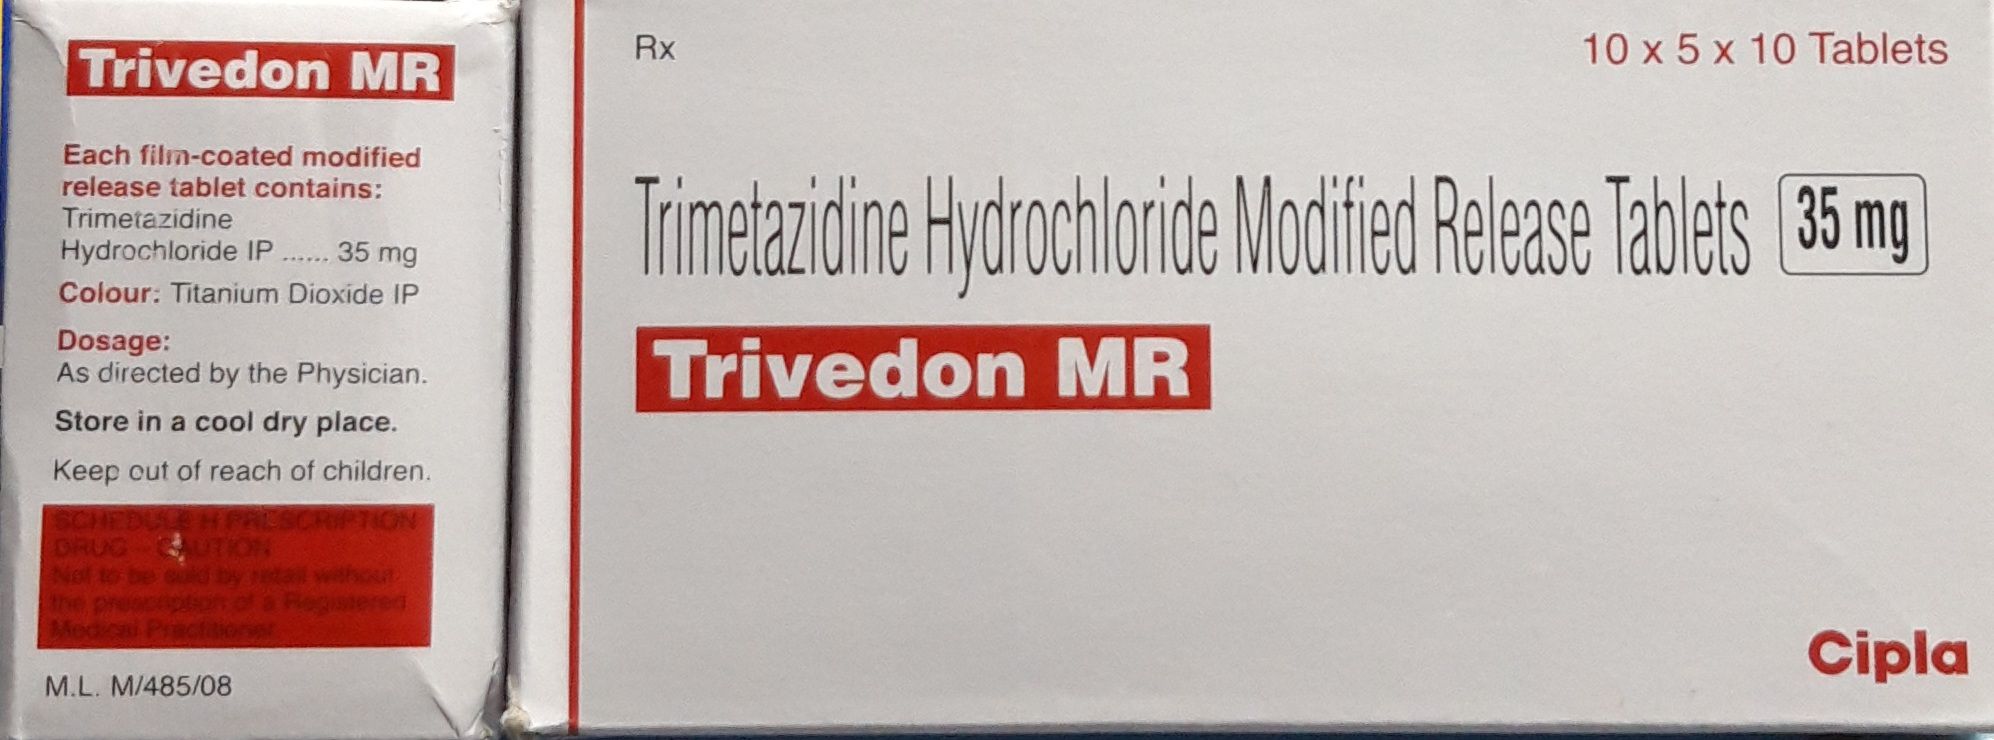 Trivedon MR
Each film-coated modified
release tablet contains:
Trimetazidine
Hydrochloride IP ...... 35 mg
Colour: Titanium Dioxide IP
Dosage:
As directed by the Physician.
Store in a cool dry place.
Keep out of reach of children.
SCHEDULE H PRESCRIPTION
DRUG - CAUTION
Not to be sold by retail without
the prescription of a Registered
Medical Practitioner
M.L. M/485/08
Rx
10 x 5 x 10 Tablets
Trimetazidine Hydrochloride Modified Release Tablets 35 mg
Trivedon MR
Cipla